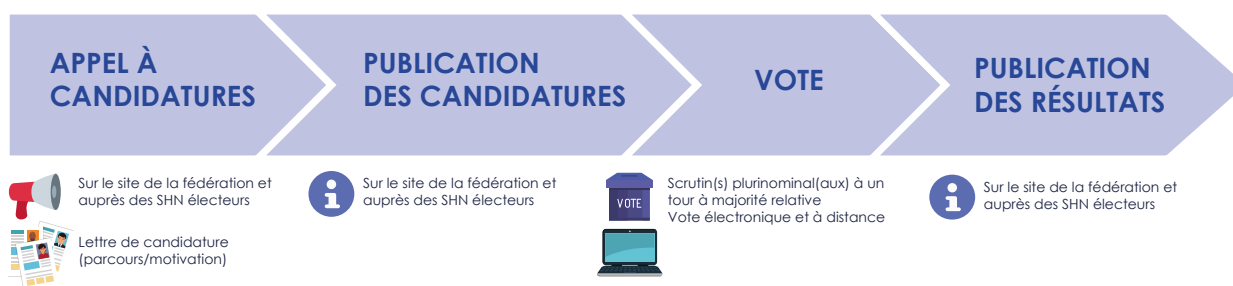 APPEL À
CANDIDATURES
PUBLICATION
DES CANDIDATURES
VOTE
PUBLICATION
DES RÉSULTATS
Sur le site de la fédération et
auprès des SHN électeurs
Lettre de candidature
(parcours/motivation)
Sur le site de la fédération et
auprès des SHN électeurs
VOTE
Scrutin(s) plurinominal(aux) à un
tour à majorité relative
Vote électronique et à distance
Sur le site de la fédération et
auprès des SHN électeurs